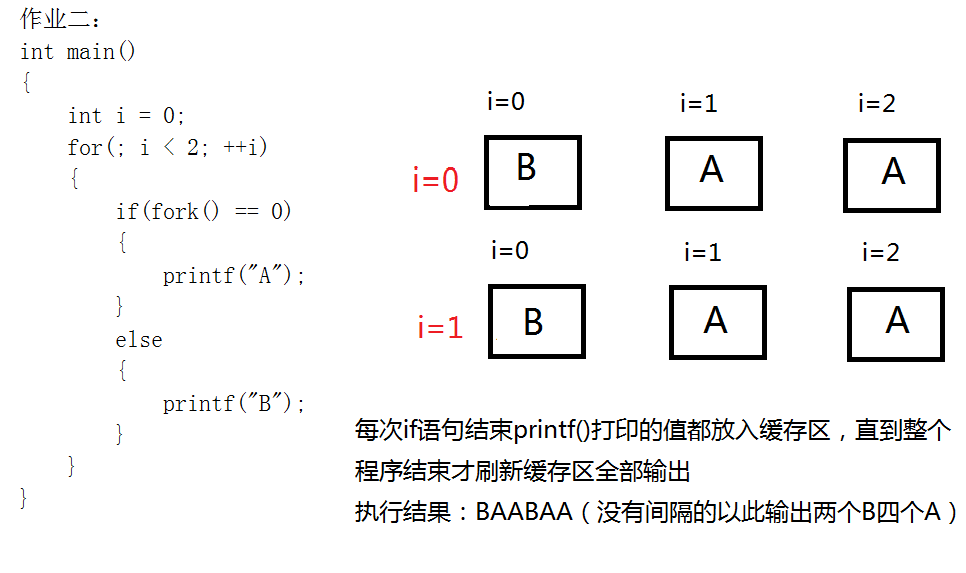 作业二：
int main()
{
int i = 0;
for(; i < 2; ++i)
{
if(fork() == 0)
{
printf("A");
}
else
{
printf("B");
}
}
}
i=0 i=1 i=2
i=0 B A A
i=0 i=1 i=2
i=1 B A A
每次if语句结束printf()打印的值都放入缓存区，直到整个
程序结束才刷新缓存区全部输出
执行结果：BAABAA（没有间隔的以此输出两个B四个A）